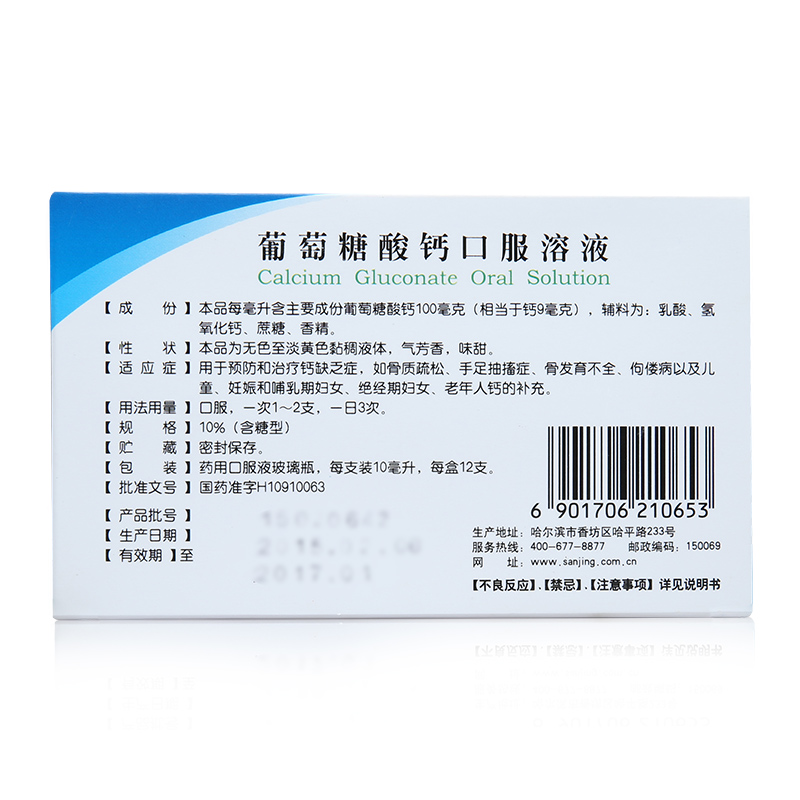 葡萄糖酸钙口服溶液
Calcium Gluconate Oral Solution
【成份】本品每毫升含主要成份葡萄糖酸钙100毫克（相当于钙9毫克），辅料为：乳酸、氢
氧化钙、蔗糖、香精。
【性状】本品为无色至淡黄色黏稠液体，气芳香，味甜。
【适应症】用于预防和治疗钙缺乏症，如骨质疏松、手足抽搐症、骨发育不全、佝偻病以及儿
童、妊娠和哺乳期妇女、绝经期妇女、老年人钙的补充。
【用法用量】口服，一次1～2支，一日3次。
【规格】10%（含糖型）
【贮藏】密封保存。
【包装】药用口服液玻璃瓶，每支装10毫升，每盒12支。
【批准文号】国药准字H10910063
【产品批号】
【生产日期】
【有效期】至 2017.01
6 901706 210653
生产地址：哈尔滨市香坊区哈平路233号
服务热线：400-677-8877 邮政编码：150069
网址：www.sanjing.com.cn
【不良反应】、【禁忌】、【注意事项】详见说明书